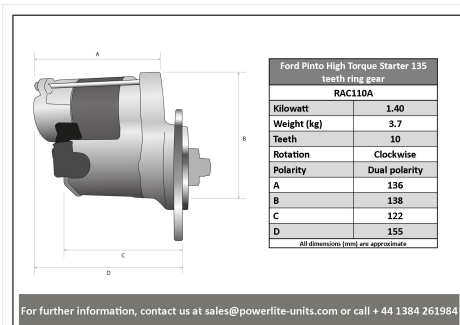 A
B
C
D
Ford Pinto High Torque Starter 135
teeth ring gear
RAC110A
Kilowatt 1.40
Weight (kg) 3.7
Teeth 10
Rotation Clockwise
Polarity Dual polarity
A 136
B 138
C 122
D 155
All dimensions (mm) are approximate
For further information, contact us at sales@powerlite-units.com or call + 44 1384 261984